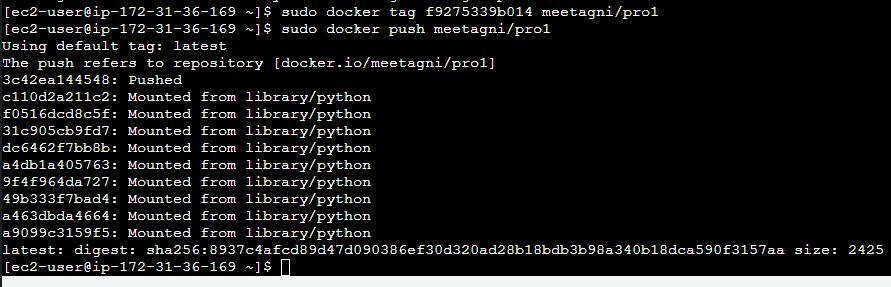 [ec2-user@ip-172-31-36-169 ~]$ sudo docker tag f9275339b014 meetagni/pro1
[ec2-user@ip-172-31-36-169 ~]$ sudo docker push meetagni/pro1
Using default tag: latest
The push refers to repository [docker.io/meetagni/pro1]
3c42ea144548: Pushed
c110d2a211c2: Mounted from library/python
f0516dcd8c5f: Mounted from library/python
31c905cb9fd7: Mounted from library/python
dc6462f7bb8b: Mounted from library/python
a4db1a405763: Mounted from library/python
9f4f964da727: Mounted from library/python
49b333f7bad4: Mounted from library/python
a463dbda4664: Mounted from library/python
a9099c3159f5: Mounted from library/python
latest: digest: sha256:8937c4afcd89d47d090386ef30d320ad28b18bdb3b98a340b18dca590f3157aa size: 2425
[ec2-user@ip-172-31-36-169 ~]$